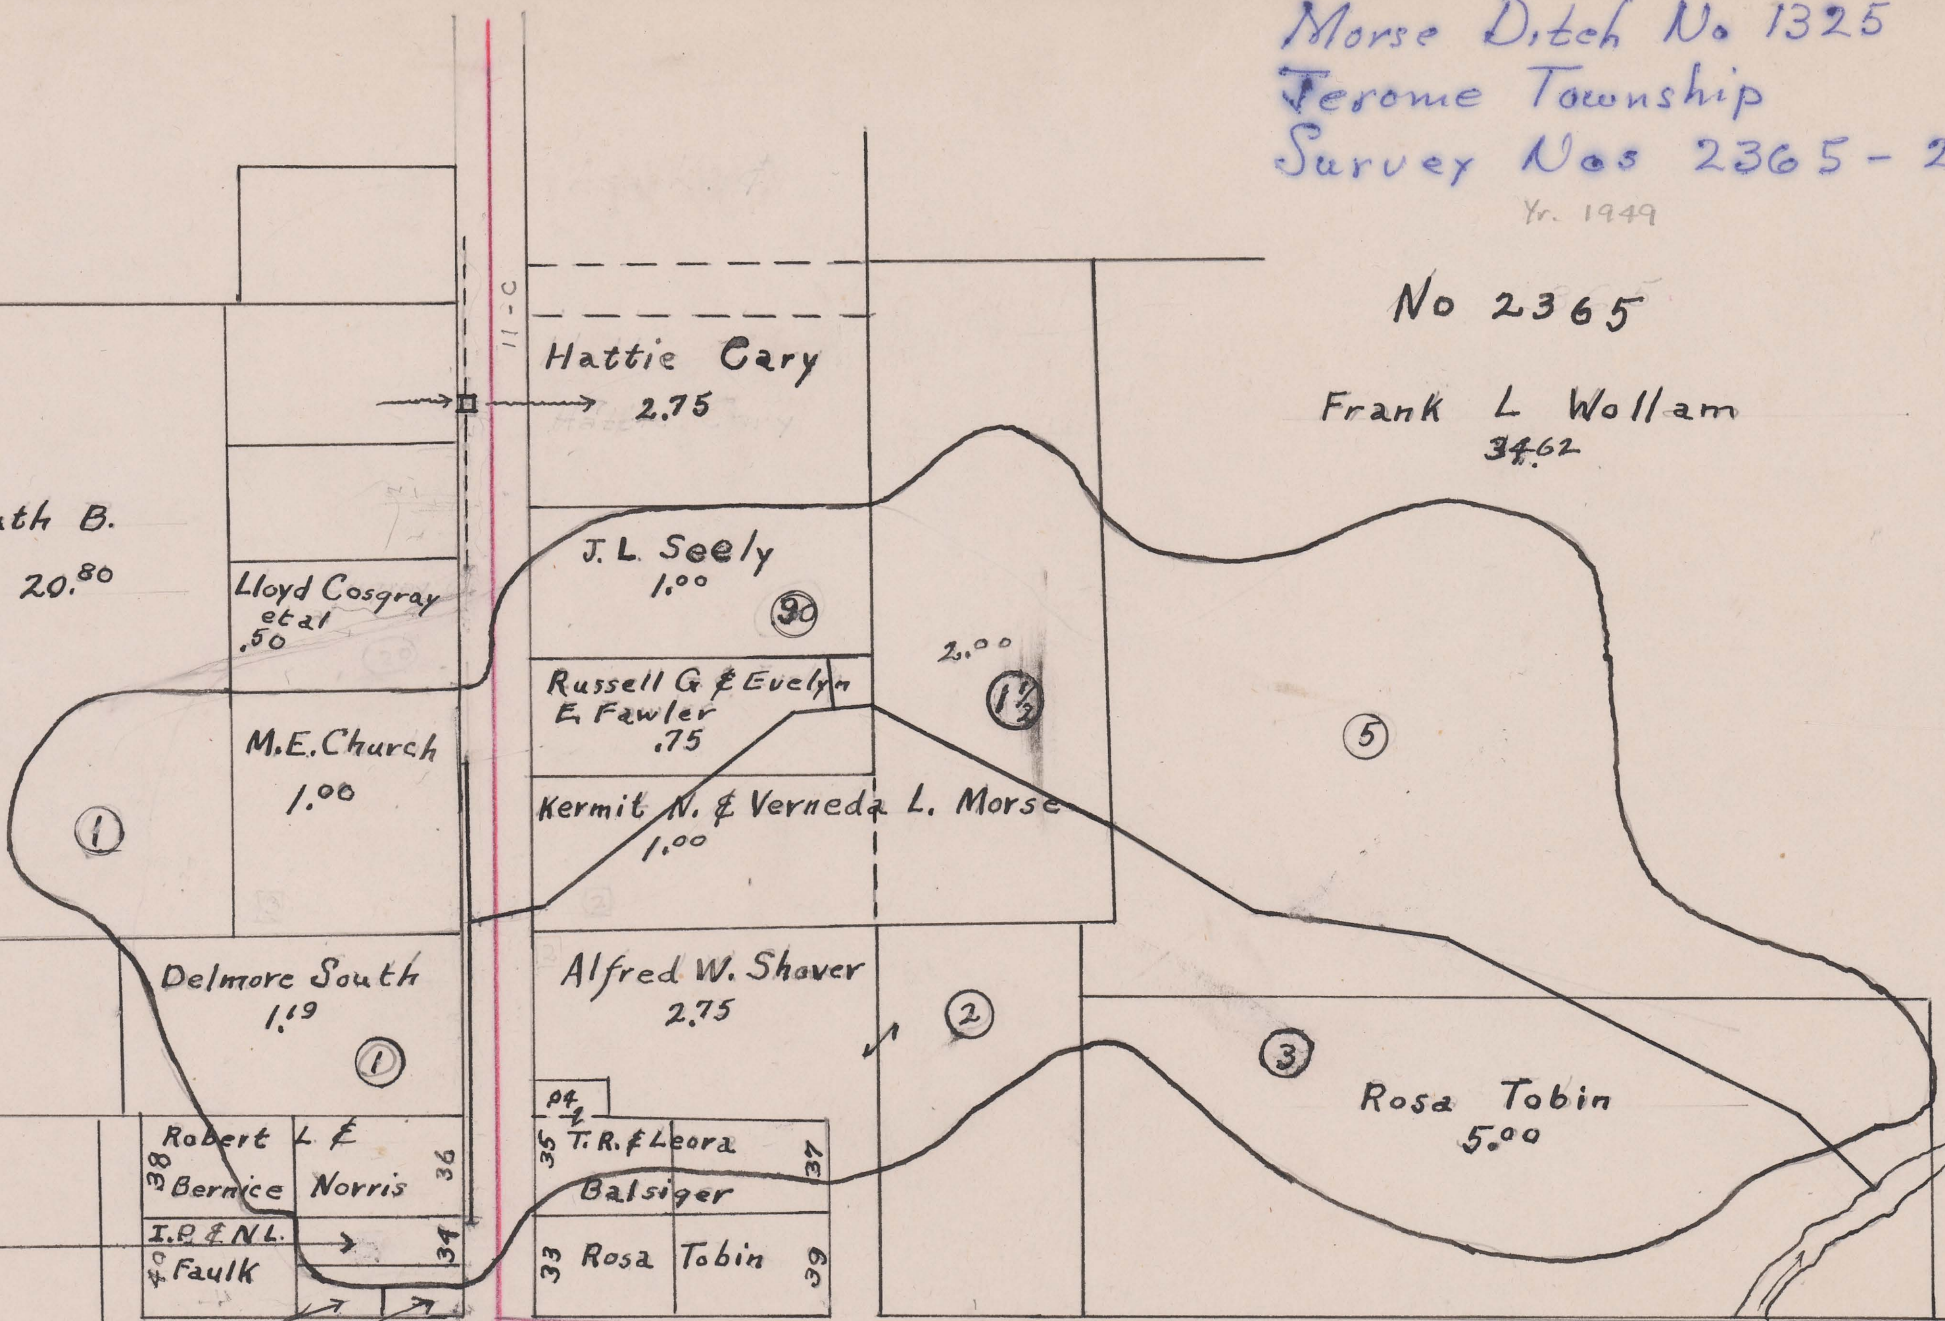 Morse Ditch No 1325
Jerome Township
Survey Nos 2365 - 2
Yr. 1949
No 2365
Frank L Wollam
34.62
11-C
Hattie Cary
2.75
B.
20.80
Lloyd Cosgray
et al
.50
J. L. Seely
1.00
90
Russell G & Evelyn
E. Fawler
.75
2.00
1 1/2
5
M.E. Church
1.00
1
Kermit N. & Verneda L. Morse
1.00
Delmore South
1.19
1
Alfred W. Shover
2.75
2
3
Rosa Tobin
5.00
Robert L &
Bernice Norris
38
36
I.P. & N L.
Faulk
40
34
35
T. R. & Leora
Balsiger
37
33
Rosa Tobin
39